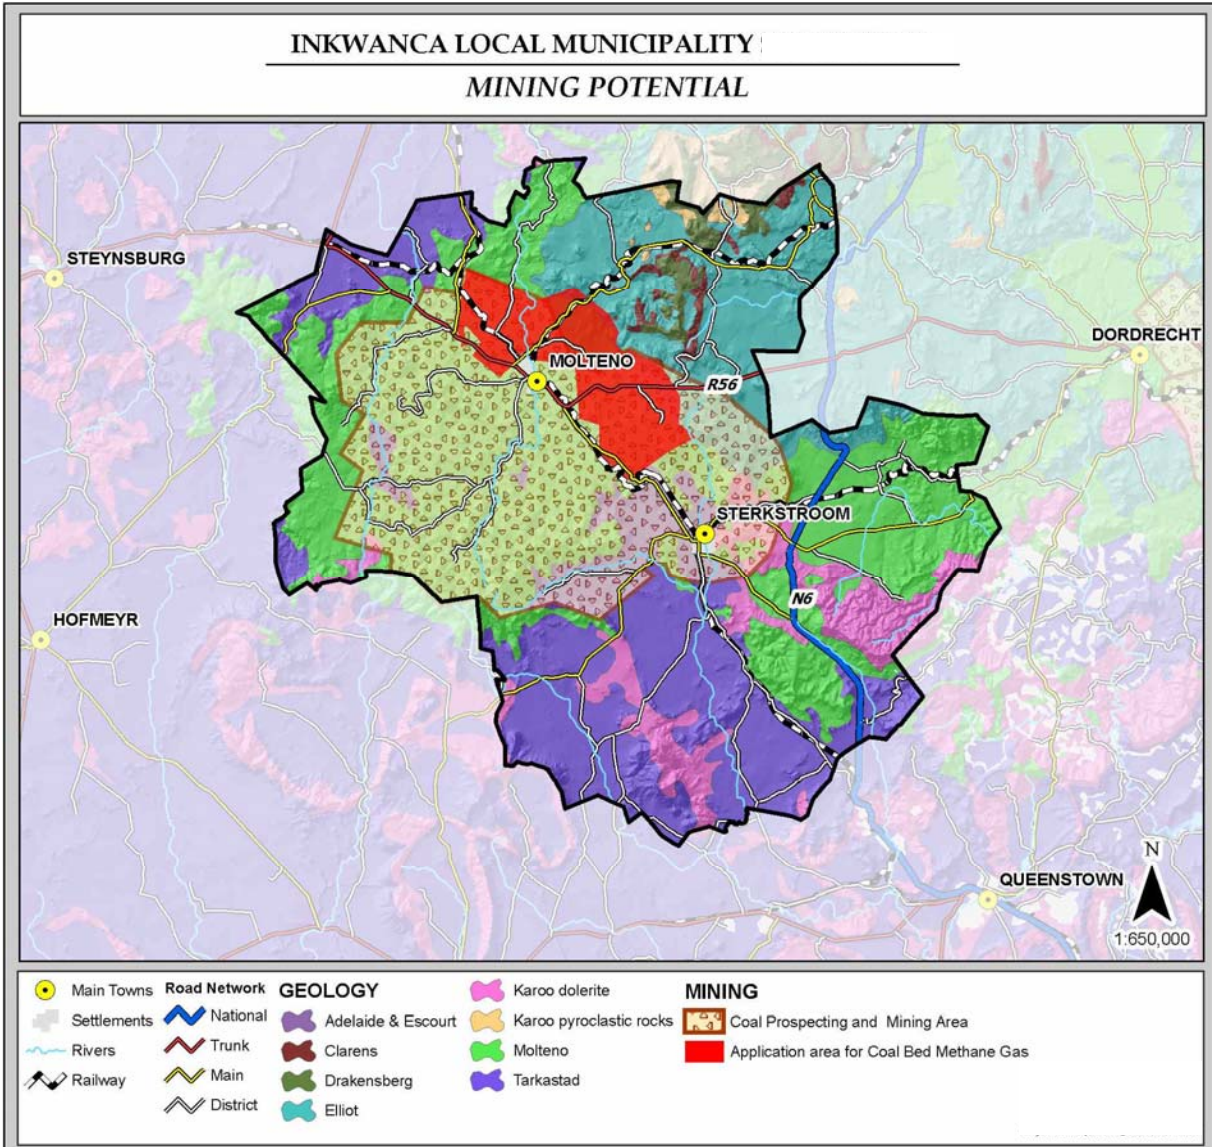 INKWANCA LOCAL MUNICIPALITY
MINING POTENTIAL
STEYNSBURG
DORDRECHT
MOLTENO
R56
STERKSTROOM
N6
HOFMEYR
QUEENSTOWN
N
1:650,000
Main Towns
Settlements
Rivers
Railway
Road Network
National
Trunk
Main
District
GEOLOGY
Adelaide & Escourt
Clarens
Drakensberg
Elliot
Karoo dolerite
Karoo pyroclastic rocks
Molteno
Tarkastad
MINING
Coal Prospecting and Mining Area
Application area for Coal Bed Methane Gas